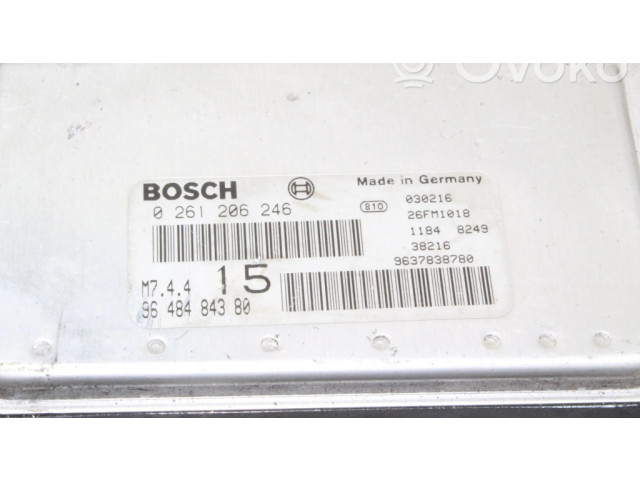 Ovoko
BOSCH
Made in Germany
0 261 206 246
810
030216
26FM1018
1184 8249
38216
9637838780
M7.4.4 15
96 484 843 80